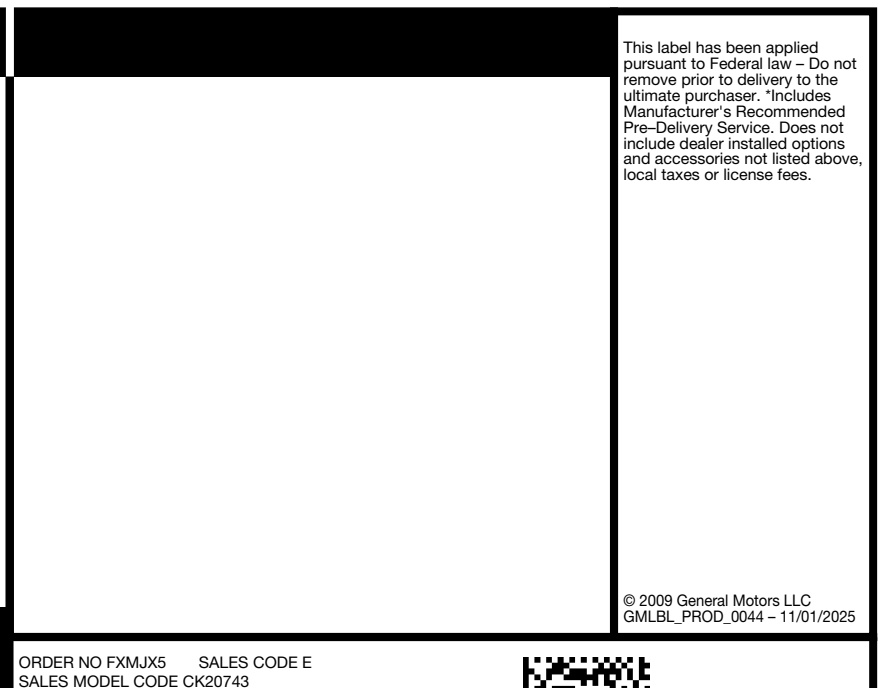 This label has been applied
pursuant to Federal law – Do not
remove prior to delivery to the
ultimate purchaser. *Includes
Manufacturer's Recommended
Pre–Delivery Service. Does not
include dealer installed options
and accessories not listed above,
local taxes or license fees.
© 2009 General Motors LLC
GMLBL_PROD_0044 – 11/01/2025
ORDER NO FXMJX5 SALES CODE E
SALES MODEL CODE CK20743